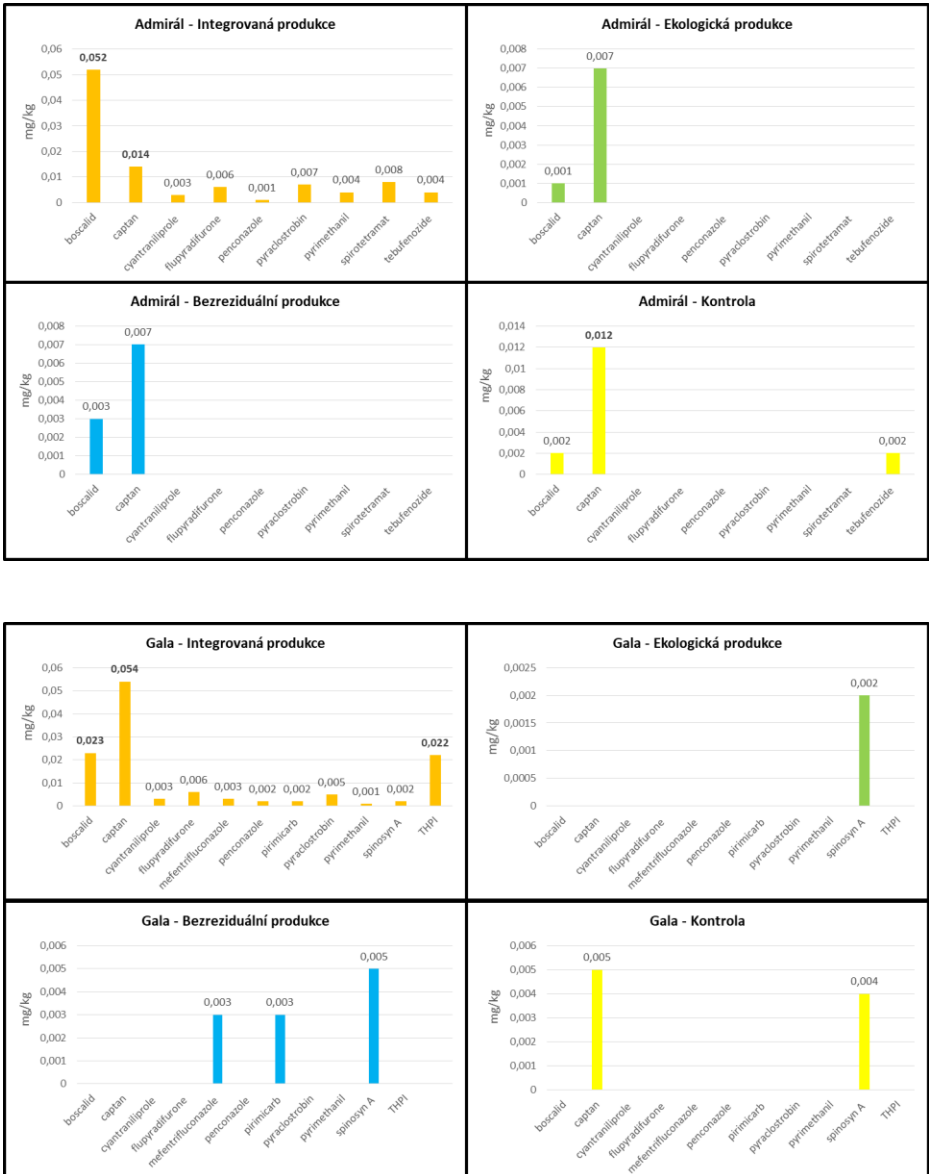 Admirál - Integrovaná produkce
mg/kg
0,06
0,05
0,04
0,03
0,02
0,01
0
0,052
0,014
0,003
0,006
0,001
0,007
0,004
0,008
0,004
boscalid
captan
cyantraniliprole
flupyradifurone
penconazole
pyraclostrobin
pyrimethanil
spirotetramat
tebufenozide
Admirál - Ekologická produkce
mg/kg
0,008
0,007
0,006
0,005
0,004
0,003
0,002
0,001
0
0,001
0,007
boscalid
captan
cyantraniliprole
flupyradifurone
penconazole
pyraclostrobin
pyrimethanil
spirotetramat
tebufenozide
Admirál - Bezreziduální produkce
mg/kg
0,008
0,007
0,006
0,005
0,004
0,003
0,002
0,001
0
0,003
0,007
boscalid
captan
cyantraniliprole
flupyradifurone
penconazole
pyraclostrobin
pyrimethanil
spirotetramat
tebufenozide
Admirál - Kontrola
mg/kg
0,014
0,012
0,01
0,008
0,006
0,004
0,002
0
0,002
0,012
0,002
boscalid
captan
cyantraniliprole
flupyradifurone
penconazole
pyraclostrobin
pyrimethanil
spirotetramat
tebufenozide
Gala - Integrovaná produkce
mg/kg
0,06
0,05
0,04
0,03
0,02
0,01
0
0,023
0,054
0,003
0,006
0,003
0,002
0,002
0,005
0,001
0,002
0,022
boscalid
captan
cyantraniliprole
flupyradifurone
mefentrifluconazole
penconazole
pirimicarb
pyraclostrobin
pyrimethanil
spinosyn A
THPI
Gala - Ekologická produkce
mg/kg
0,0025
0,002
0,0015
0,001
0,0005
0
0,002
boscalid
captan
cyantraniliprole
flupyradifurone
mefentrifluconazole
penconazole
pirimicarb
pyraclostrobin
pyrimethanil
spinosyn A
THPI
Gala - Bezreziduální produkce
mg/kg
0,006
0,005
0,004
0,003
0,002
0,001
0
0,003
0,003
0,005
boscalid
captan
cyantraniliprole
flupyradifurone
mefentrifluconazole
penconazole
pirimicarb
pyraclostrobin
pyrimethanil
spinosyn A
THPI
Gala - Kontrola
mg/kg
0,006
0,005
0,004
0,003
0,002
0,001
0
0,005
0,004
boscalid
captan
cyantraniliprole
flupyradifurone
mefentrifluconazole
penconazole
pirimicarb
pyraclostrobin
pyrimethanil
spinosyn A
THPI